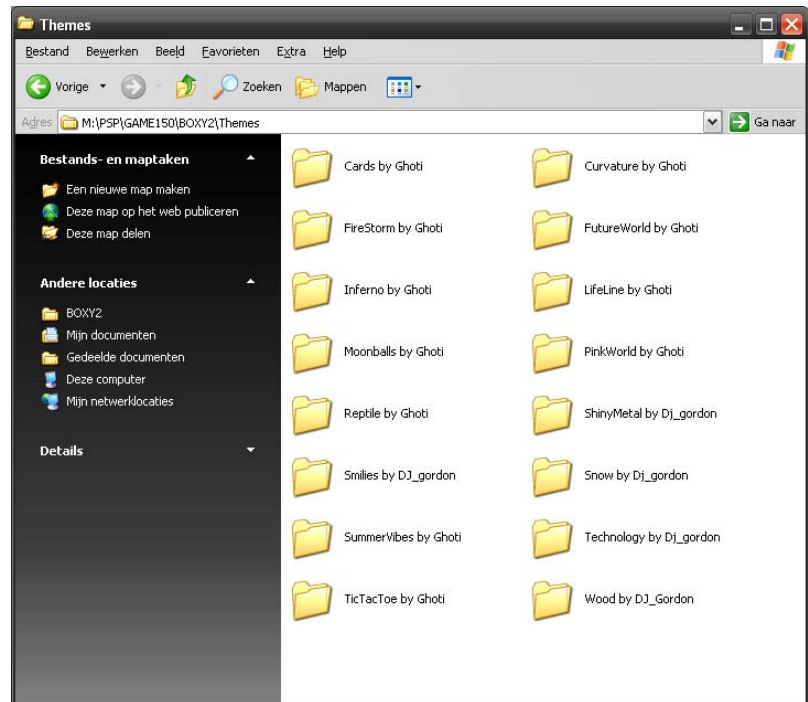 Themes
Bestand Bewerken Beeld Favorieten Extra Help
Vorige Zoeken Mappen
Adres M:\PSP\GAME150\BOXY2\Themes Ga naar
Bestands- en maptaken
Een nieuwe map maken
Deze map op het web publiceren
Deze map delen
Andere locaties
BOXY2
Mijn documenten
Gedeelde documenten
Deze computer
Mijn netwerklocaties
Details
Cards by Ghoti Curvature by Ghoti
FireStorm by Ghoti FutureWorld by Ghoti
Inferno by Ghoti LifeLine by Ghoti
Moonballs by Ghoti PinkWorld by Ghoti
Reptile by Ghoti ShinyMetal by Dj_gordon
Smilies by DJ_gordon Snow by Dj_gordon
SummerVibes by Ghoti Technology by Dj_gordon
TicTacToe by Ghoti Wood by DJ_Gordon